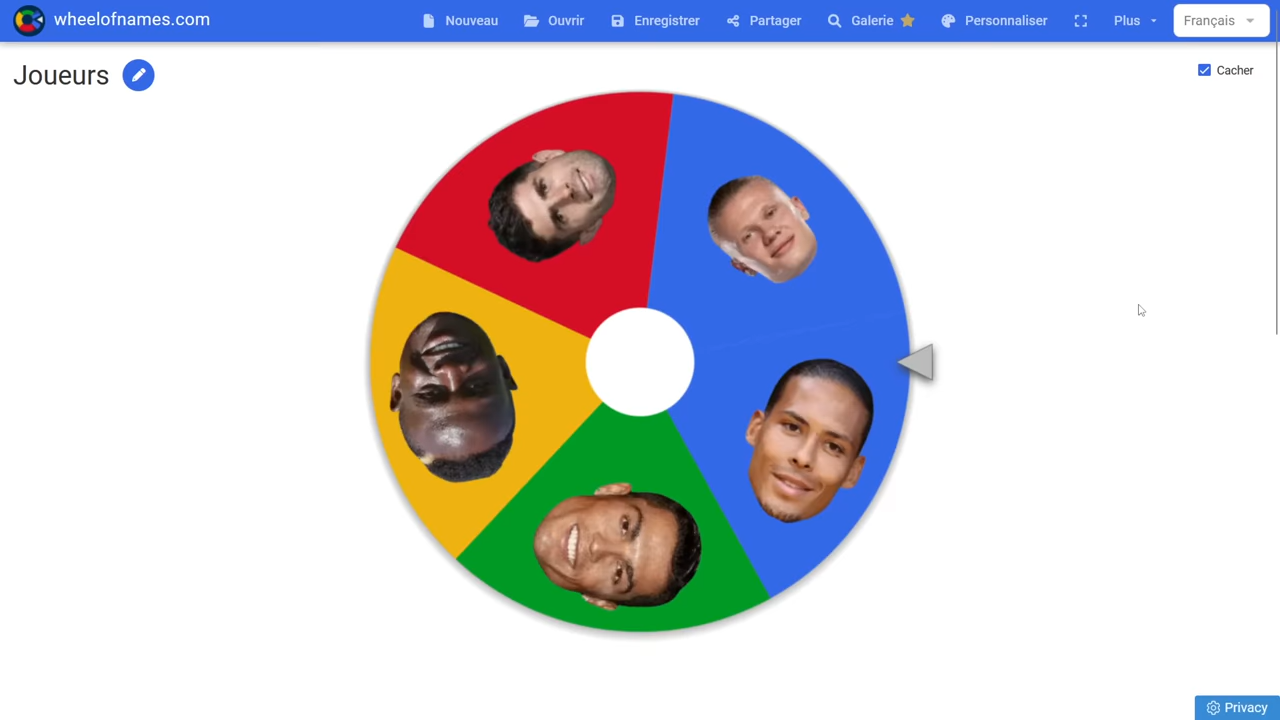 wheelofnames.com
Nouveau
Ouvrir
Enregistrer
Partager
Galerie
Personnaliser
Plus
Français
Joueurs
Cacher
Privacy